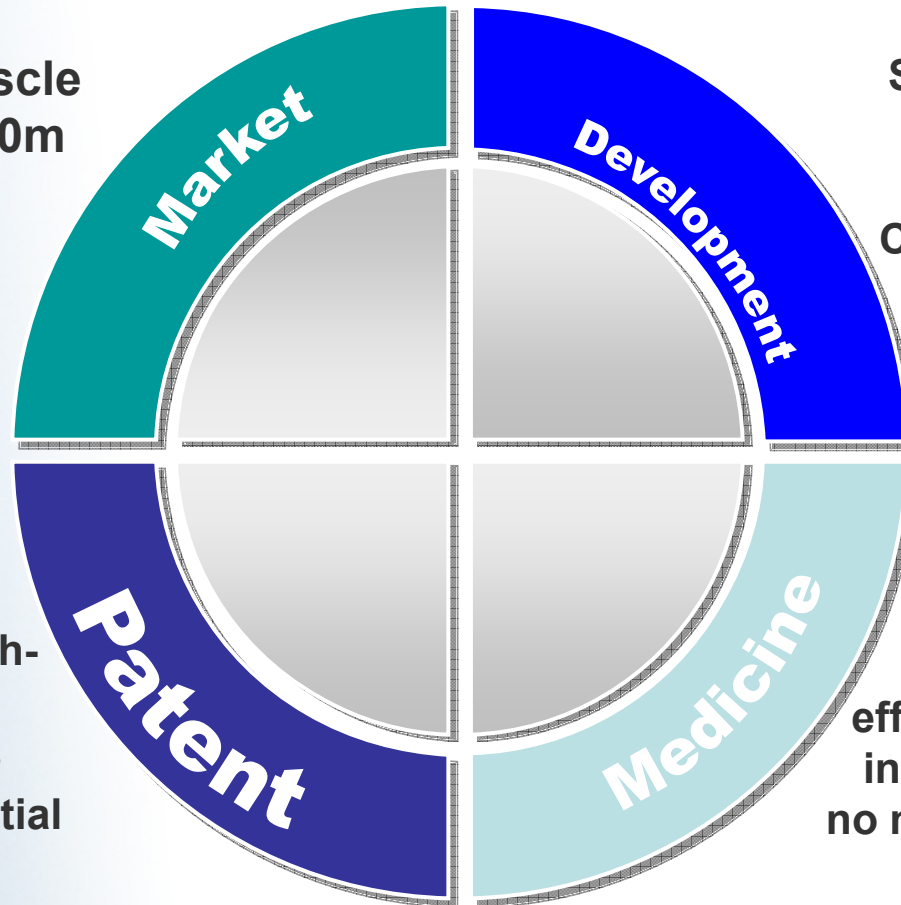 scle
0m
Market
Development
S
h-
tial
Patent
Medicine
eff
in
no